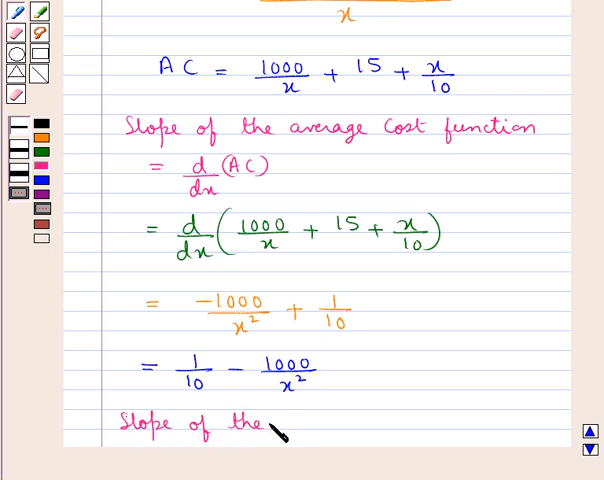 x
AC = 1000/x + 15 + x/10
Slope of the average cost function
= d/dx (AC)
= d/dx ( 1000/x + 15 + x/10 )
= -1000/x² + 1/10
= 1/10 - 1000/x²
Slope of the